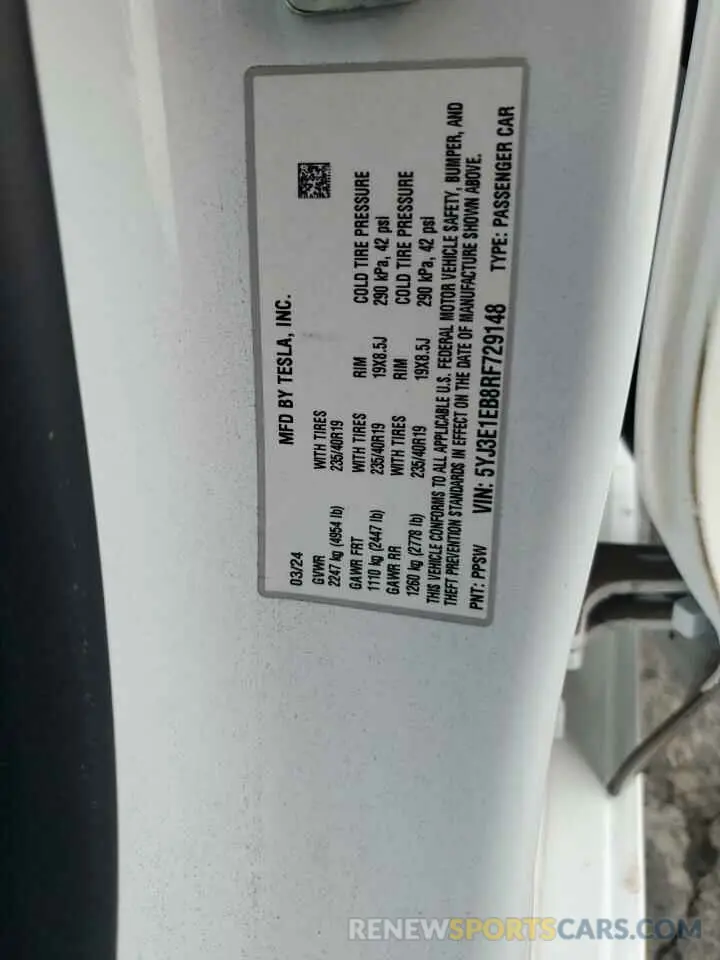 MFD BY TESLA, INC.
03/24
GVWR WITH TIRES
2247 kg (4954 lb) 235/40R19
GAWR FRT WITH TIRES RIM COLD TIRE PRESSURE
1110 kg (2447 lb) 235/40R19 19X8.5J 290 kPa, 42 psi
GAWR RR WITH TIRES RIM COLD TIRE PRESSURE
1260 kg (2778 lb) 235/40R19 19X8.5J 290 kPa, 42 psi
THIS VEHICLE CONFORMS TO ALL APPLICABLE U.S. FEDERAL MOTOR VEHICLE SAFETY, BUMPER, AND
THEFT PREVENTION STANDARDS IN EFFECT ON THE DATE OF MANUFACTURE SHOWN ABOVE.
PNT: PPSW VIN: 5YJ3E1EB8RF729148 TYPE: PASSENGER CAR
RENEWSPORTSCARS.COM